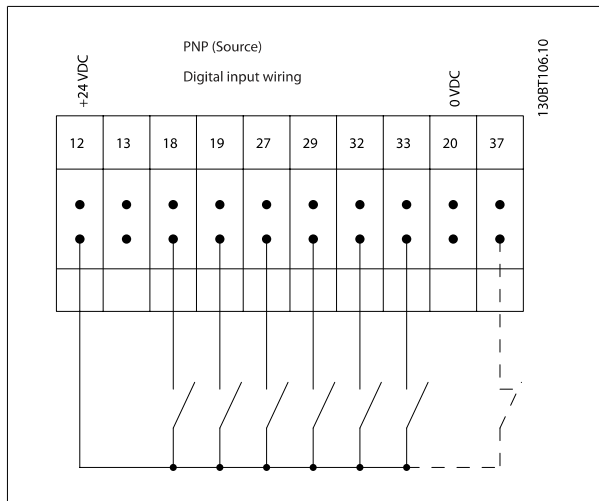 PNP (Source)
Digital input wiring
+24 VDC
0 VDC
130BT106.10
12 13 18 19 27 29 32 33 20 37